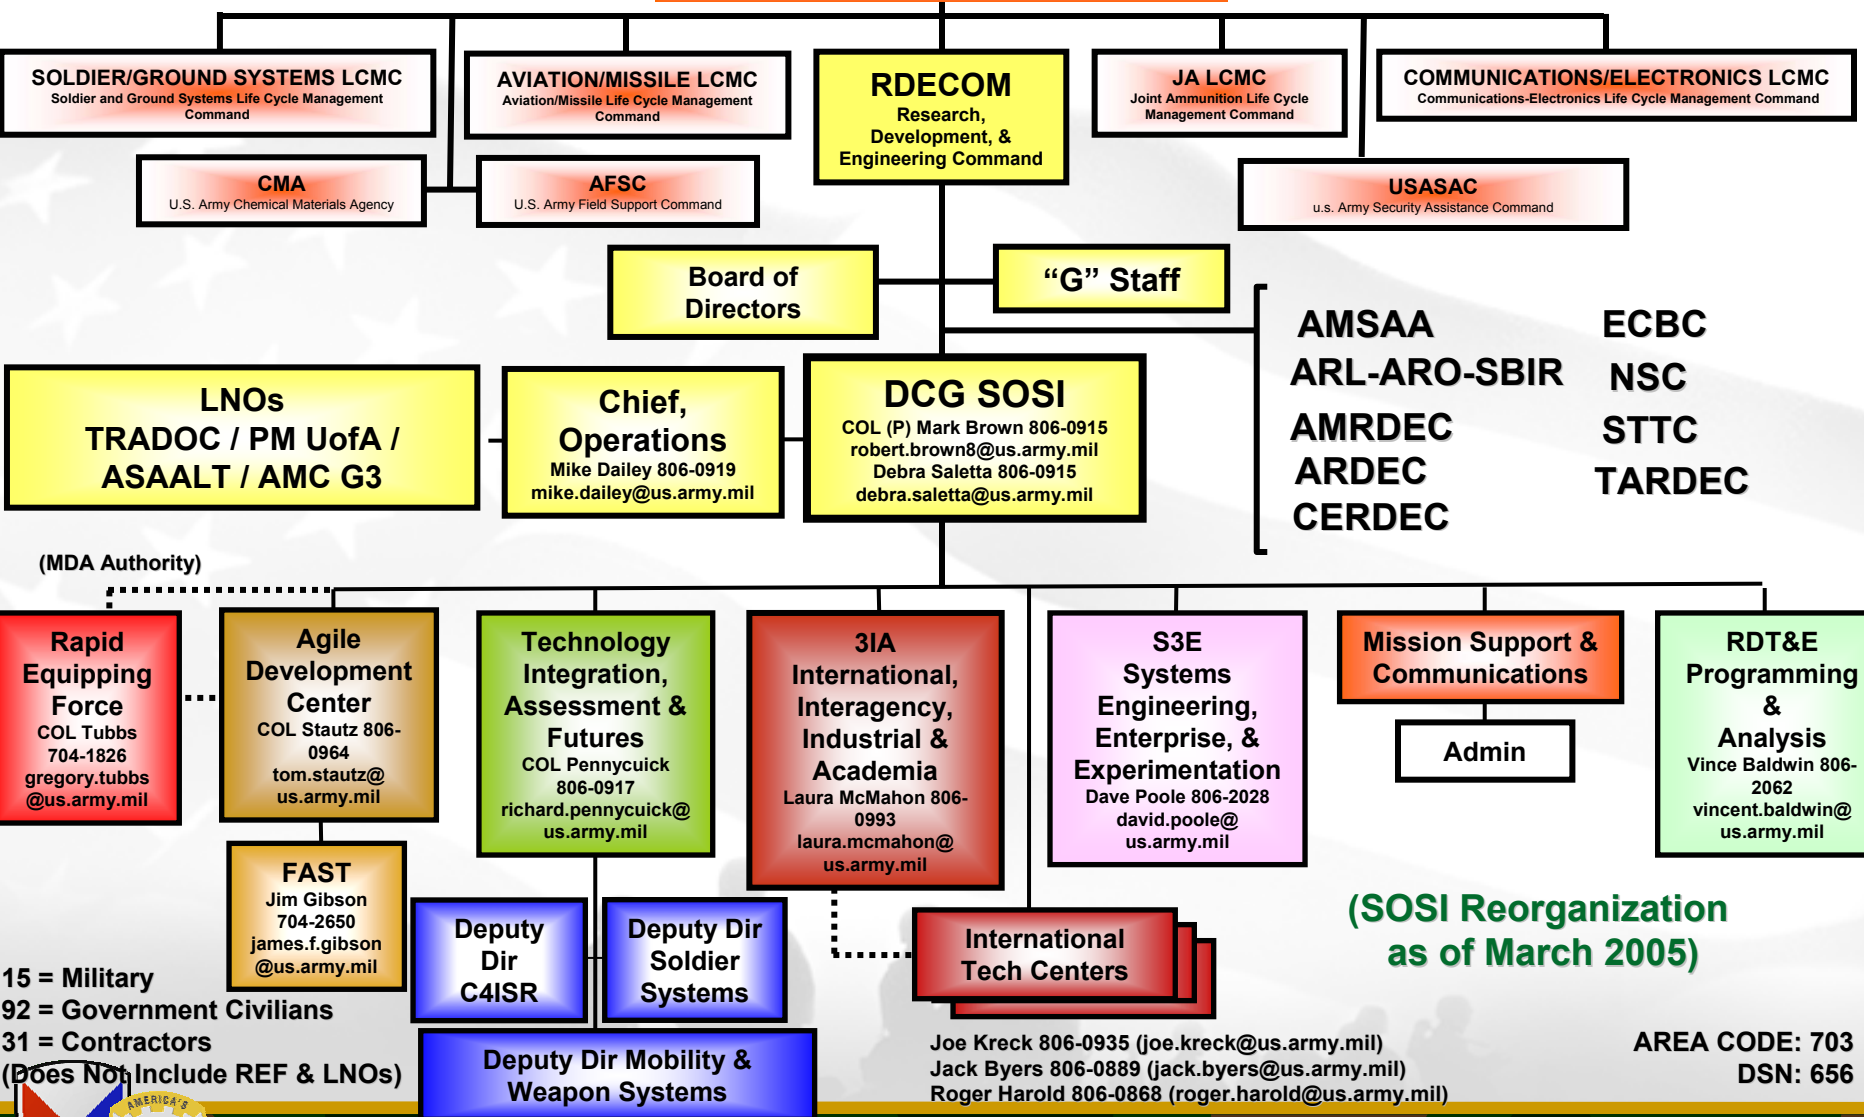 SOLDIER/GROUND SYSTEMS LCMC
Soldier and Ground Systems Life Cycle Management
Command
AVIATION/MISSILE LCMC
Aviation/Missile Life Cycle Management
Command
RDECOM
Research,
Development, &
Engineering Command
JA LCMC
Joint Ammunition Life Cycle
Management Command
COMMUNICATIONS/ELECTRONICS LCMC
Communications-Electronics Life Cycle Management Command
CMA
U.S. Army Chemical Materials Agency
AFSC
U.S. Army Field Support Command
USASAC
u.s. Army Security Assistance Command
Board of
Directors
“G” Staff
AMSAA
ARL-ARO-SBIR
AMRDEC
ARDEC
CERDEC
ECBC
NSC
STTC
TARDEC
LNOs
TRADOC / PM UofA /
ASAALT / AMC G3
Chief,
Operations
Mike Dailey 806-0919
mike.dailey@us.army.mil
DCG SOSI
COL (P) Mark Brown 806-0915
robert.brown8@us.army.mil
Debra Saletta 806-0915
debra.saletta@us.army.mil
(MDA Authority)
Rapid
Equipping
Force
COL Tubbs
704-1826
gregory.tubbs
@us.army.mil
Agile
Development
Center
COL Stautz 806-
0964
tom.stautz@
us.army.mil
Technology
Integration,
Assessment &
Futures
COL Pennycuick
806-0917
richard.pennycuick@
us.army.mil
3IA
International,
Interagency,
Industrial &
Academia
Laura McMahon 806-
0993
laura.mcmahon@
us.army.mil
S3E
Systems
Engineering,
Enterprise, &
Experimentation
Dave Poole 806-2028
david.poole@
us.army.mil
Mission Support &
Communications
Admin
RDT&E
Programming
&
Analysis
Vince Baldwin 806-
2062
vincent.baldwin@
us.army.mil
FAST
Jim Gibson
704-2650
james.f.gibson
@us.army.mil
Deputy
Dir
C4ISR
Deputy Dir
Soldier
Systems
Deputy Dir Mobility &
Weapon Systems
International
Tech Centers
(SOSI Reorganization
as of March 2005)
15 = Military
92 = Government Civilians
31 = Contractors
(Does Not Include REF & LNOs)
Joe Kreck 806-0935 (joe.kreck@us.army.mil)
Jack Byers 806-0889 (jack.byers@us.army.mil)
Roger Harold 806-0868 (roger.harold@us.army.mil)
AREA CODE: 703
DSN: 656
AMERICA'S